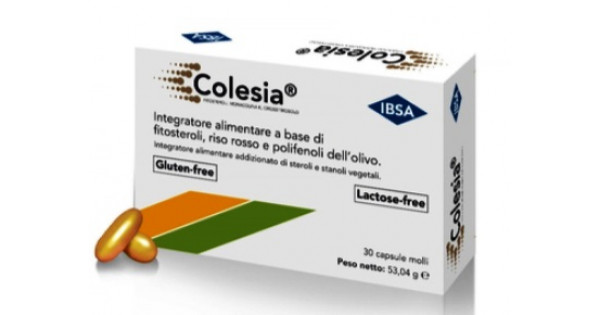 Colesia®
IBSA
Integratore alimentare a base di
fitosteroli, riso rosso e polifenoli dell'olivo.
Integratore alimentare addizionato di steroli e stanoli vegetali.
Gluten-free
Lactose-free
30 capsule molli
Peso netto: 53,04 g ℮
Colesia®
IBSA